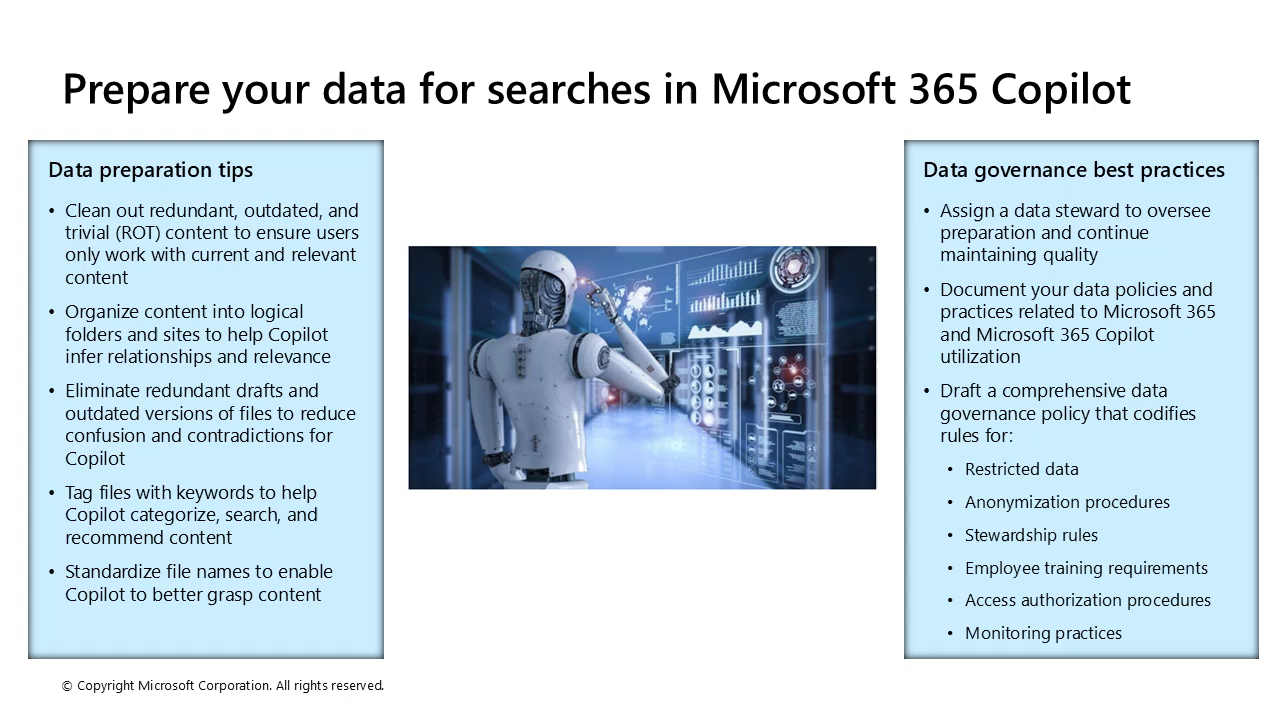 Prepare your data for searches in Microsoft 365 Copilot
Data preparation tips
• Clean out redundant, outdated, and
trivial (ROT) content to ensure users
only work with current and relevant
content
• Organize content into logical
folders and sites to help Copilot
infer relationships and relevance
• Eliminate redundant drafts and
outdated versions of files to reduce
confusion and contradictions for
Copilot
• Tag files with keywords to help
Copilot categorize, search, and
recommend content
• Standardize file names to enable
Copilot to better grasp content
Data governance best practices
• Assign a data steward to oversee
preparation and continue
maintaining quality
• Document your data policies and
practices related to Microsoft 365
and Microsoft 365 Copilot
utilization
• Draft a comprehensive data
governance policy that codifies
rules for:
• Restricted data
• Anonymization procedures
• Stewardship rules
• Employee training requirements
• Access authorization procedures
• Monitoring practices
© Copyright Microsoft Corporation. All rights reserved.